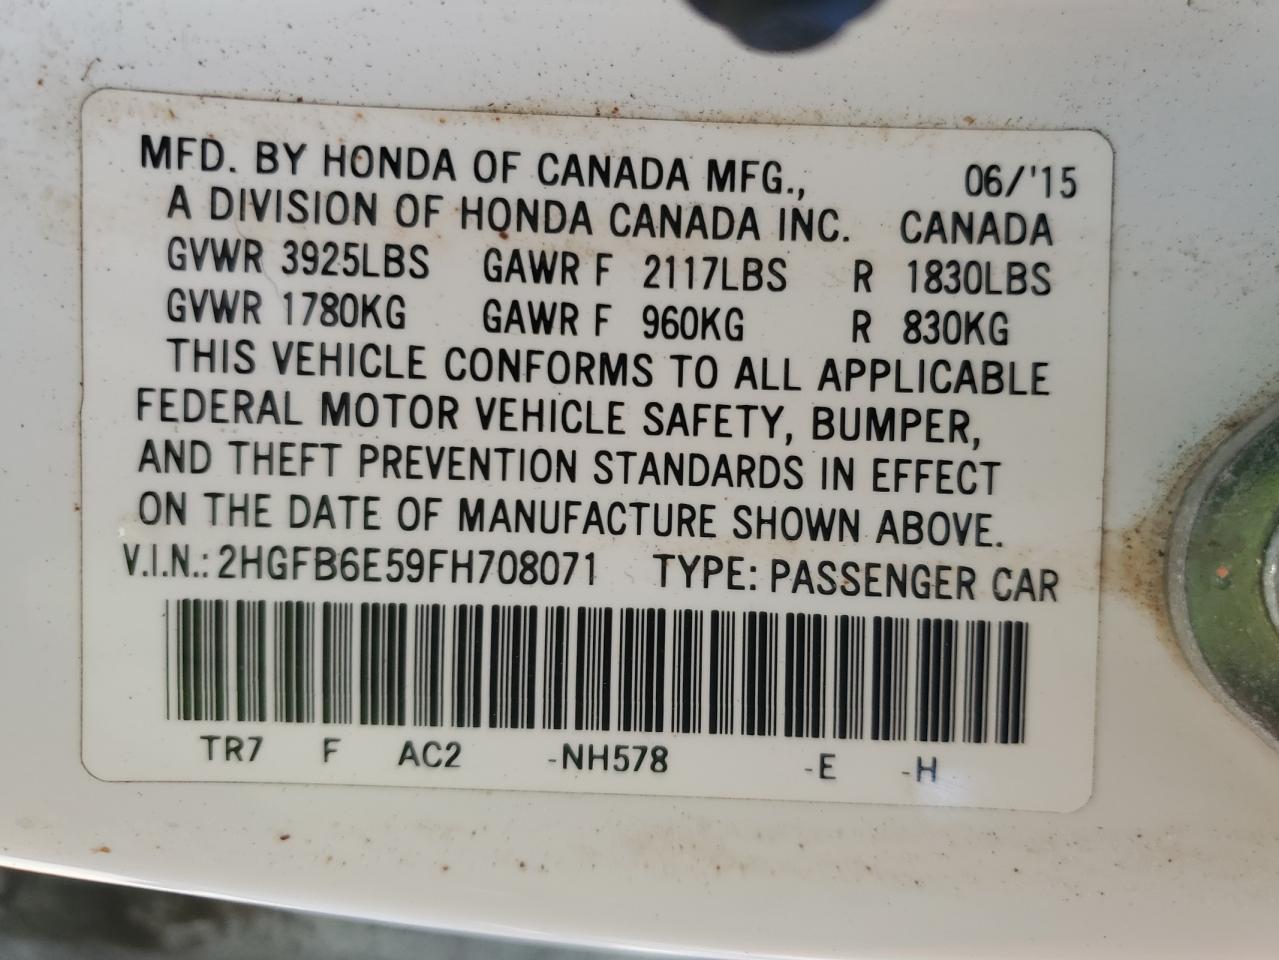 MFD. BY HONDA OF CANADA MFG., 06/'15
A DIVISION OF HONDA CANADA INC. CANADA
GVWR 3925LBS GAWR F 2117LBS R 1830LBS
GVWR 1780KG GAWR F 960KG R 830KG
THIS VEHICLE CONFORMS TO ALL APPLICABLE
FEDERAL MOTOR VEHICLE SAFETY, BUMPER,
AND THEFT PREVENTION STANDARDS IN EFFECT
ON THE DATE OF MANUFACTURE SHOWN ABOVE.
V.I.N.: 2HGFB6E59FH708071 TYPE: PASSENGER CAR
TR7 F AC2 -NH578 -E -H